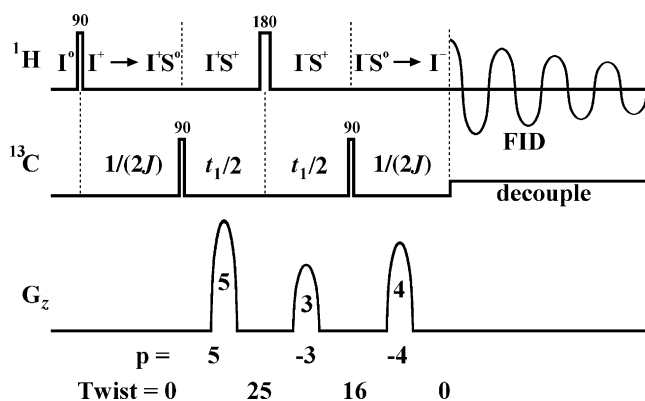 90 180
¹H I° I⁺ → I⁺S° I⁺S⁺ I⁻S⁺ I⁻S° → I⁻
FID
90 90
¹³C 1/(2J) t₁/2 t₁/2 1/(2J)
decouple
5 3 4
G_z
p = 5 -3 -4
Twist = 0 25 16 0